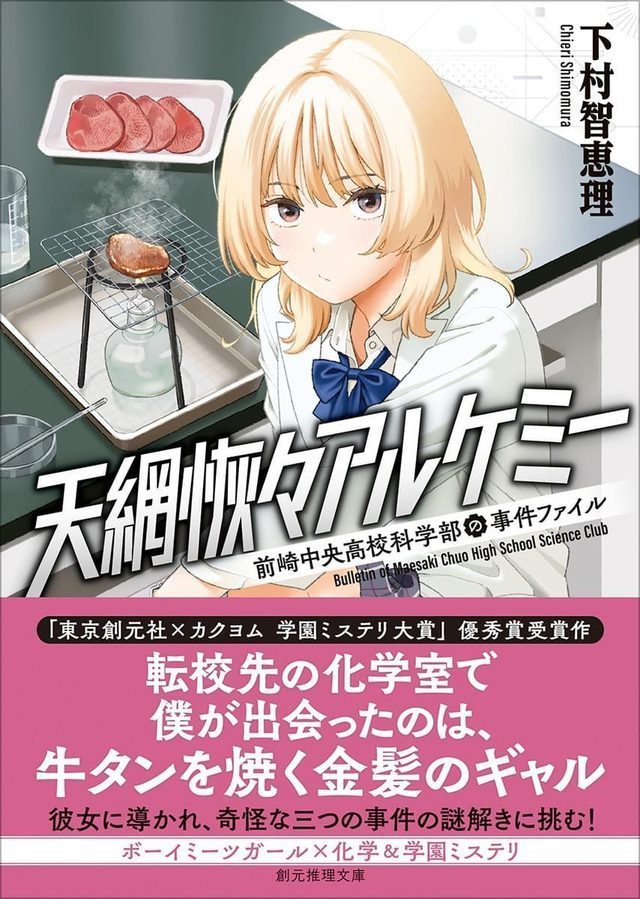 下村智恵理
Chieri Shimomura
天網恢々アルケミー
前崎中央高校科学部の事件ファイル
Bulletin of Maesaki Chuo High School Science Club
「東京創元社×カクヨム 学園ミステリ大賞」優秀賞受賞作
転校先の化学室で
僕が出会ったのは、
牛タンを焼く金髪のギャル
彼女に導かれ、奇怪な三つの事件の謎解きに挑む!
ボーイミーツガール×化学&学園ミステリ
創元推理文庫